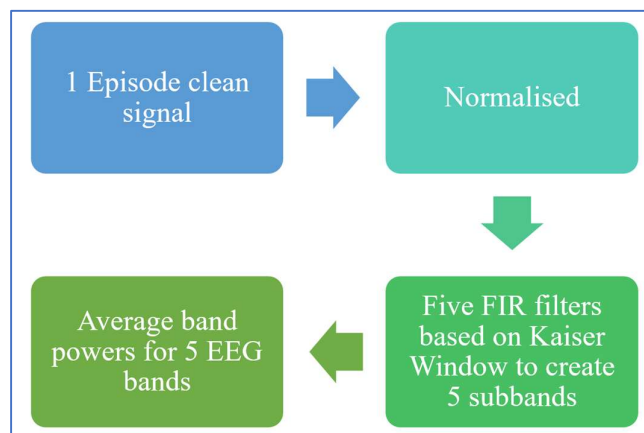 1 Episode clean
signal
Normalised
Five FIR filters
based on Kaiser
Window to create
5 subbands
Average band
powers for 5 EEG
bands